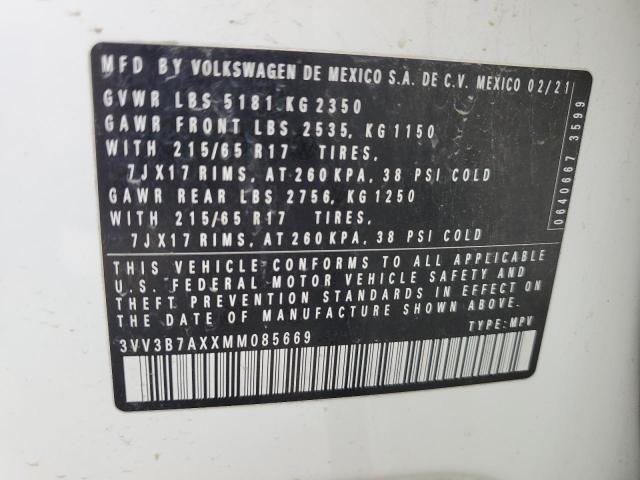 MFD BY VOLKSWAGEN DE MEXICO S.A. DE C.V. MEXICO 02/21
GVWR LBS 5181 KG 2350
GAWR FRONT LBS 2535, KG 1150
WITH 215/65 R17 TIRES,
7JX17 RIMS, AT 260 KPA, 38 PSI COLD
GAWR REAR LBS 2756, KG 1250
WITH 215/65 R17 TIRES,
7JX17 RIMS, AT 260 KPA, 38 PSI COLD
THIS VEHICLE CONFORMS TO ALL APPLICABLE
U.S. FEDERAL MOTOR VEHICLE SAFETY AND
THEFT PREVENTION STANDARDS IN EFFECT ON
THE DATE OF MANUFACTURE SHOWN ABOVE.
3VV3B7AXXMM085669 TYPE: MPV
0640667 3599